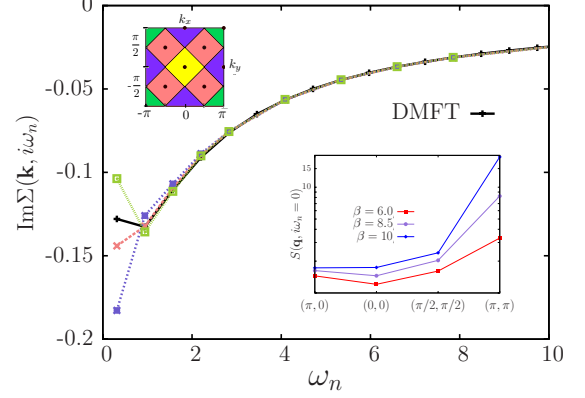 0
-0.05
-0.1
-0.15
-0.2
ImΣ(k, iω_n)
0
2
4
6
8
10
ω_n
DMFT
k_x
k_y
π
π/2
-π/2
-π
-π
0
π
S(q, iω_n = 0)
15
10
β = 6.0
β = 8.5
β = 10
(π, 0)
(0, 0)
(π/2, π/2)
(π, π)